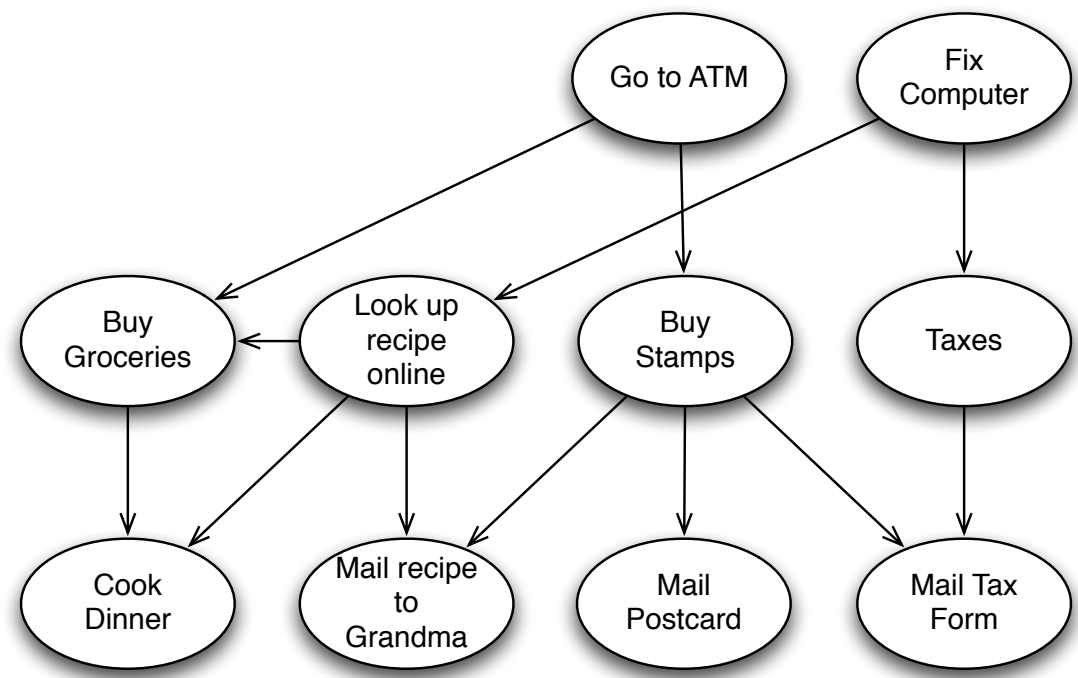 Go to ATM
Fix
Computer
Buy
Groceries
Look up
recipe
online
Buy
Stamps
Taxes
Cook
Dinner
Mail recipe
to
Grandma
Mail
Postcard
Mail Tax
Form